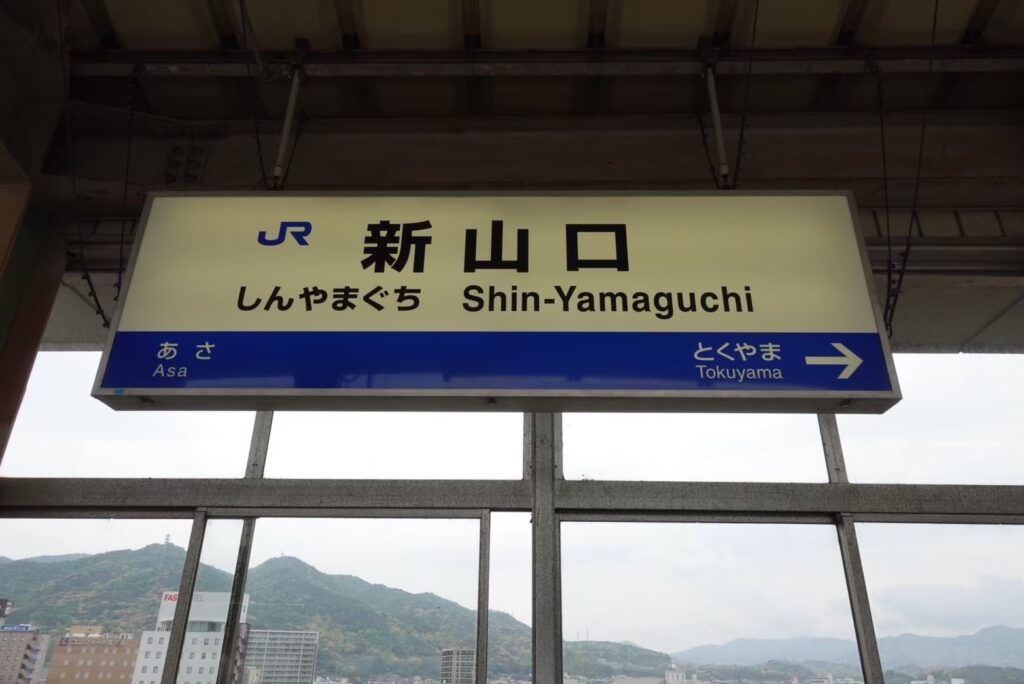 JR 新山口
しんやまぐち Shin-Yamaguchi
あさ
Asa
とくやま
Tokuyama